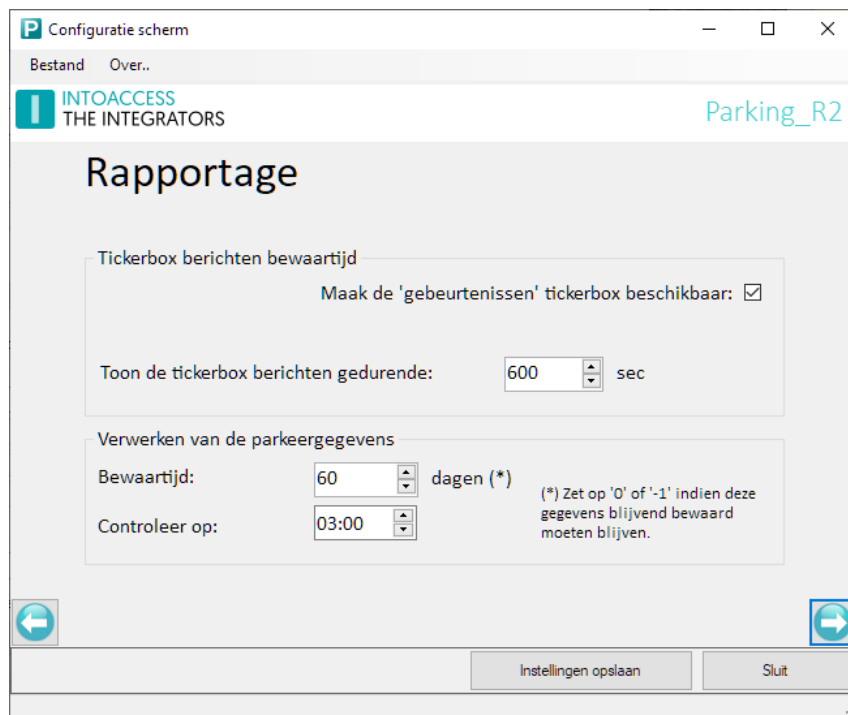 Configuratie scherm
Bestand Over..
INTOACCESS
THE INTEGRATORS
Parking_R2
Rapportage
Tickerbox berichten bewaartijd
Maak de 'gebeurtenissen' tickerbox beschikbaar:
Toon de tickerbox berichten gedurende: 600 sec
Verwerken van de parkeergegevens
Bewaartijd: 60 dagen (*)
Controleer op: 03:00
(*) Zet op '0' of '-1' indien deze
gegevens blijvend bewaard
moeten blijven.
Instellingen opslaan Sluit